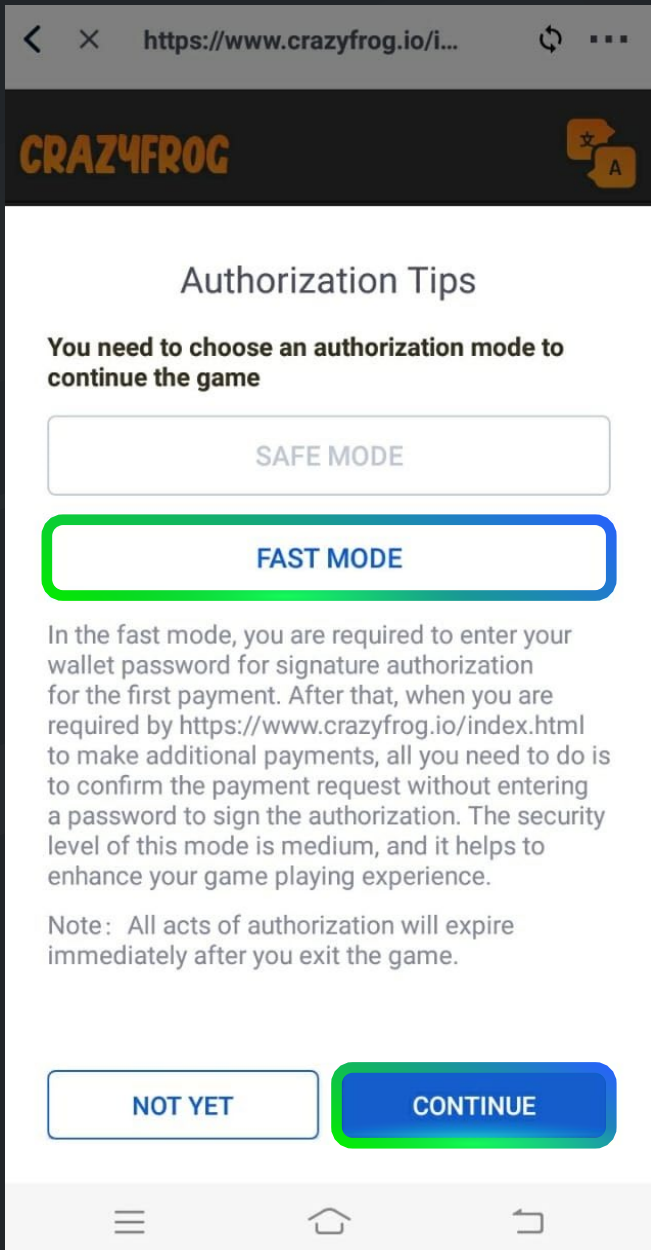 https://www.crazyfrog.io/i...
CRAZYFROG
文
A
Authorization Tips
You need to choose an authorization mode to
continue the game
SAFE MODE
FAST MODE
In the fast mode, you are required to enter your
wallet password for signature authorization
for the first payment. After that, when you are
required by https://www.crazyfrog.io/index.html
to make additional payments, all you need to do is
to confirm the payment request without entering
a password to sign the authorization. The security
level of this mode is medium, and it helps to
enhance your game playing experience.
Note： All acts of authorization will expire
immediately after you exit the game.
NOT YET
CONTINUE